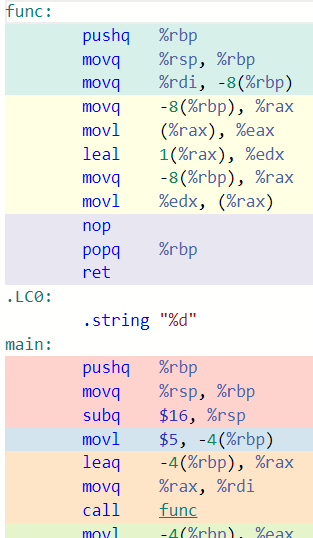 func:
pushq %rbp
movq %rsp, %rbp
movq %rdi, -8(%rbp)
movq -8(%rbp), %rax
movl (%rax), %eax
leal 1(%rax), %edx
movq -8(%rbp), %rax
movl %edx, (%rax)
nop
popq %rbp
ret
.LC0:
.string "%d"
main:
pushq %rbp
movq %rsp, %rbp
subq $16, %rsp
movl $5, -4(%rbp)
leaq -4(%rbp), %rax
movq %rax, %rdi
call func
movl -4(%rbp), %eax